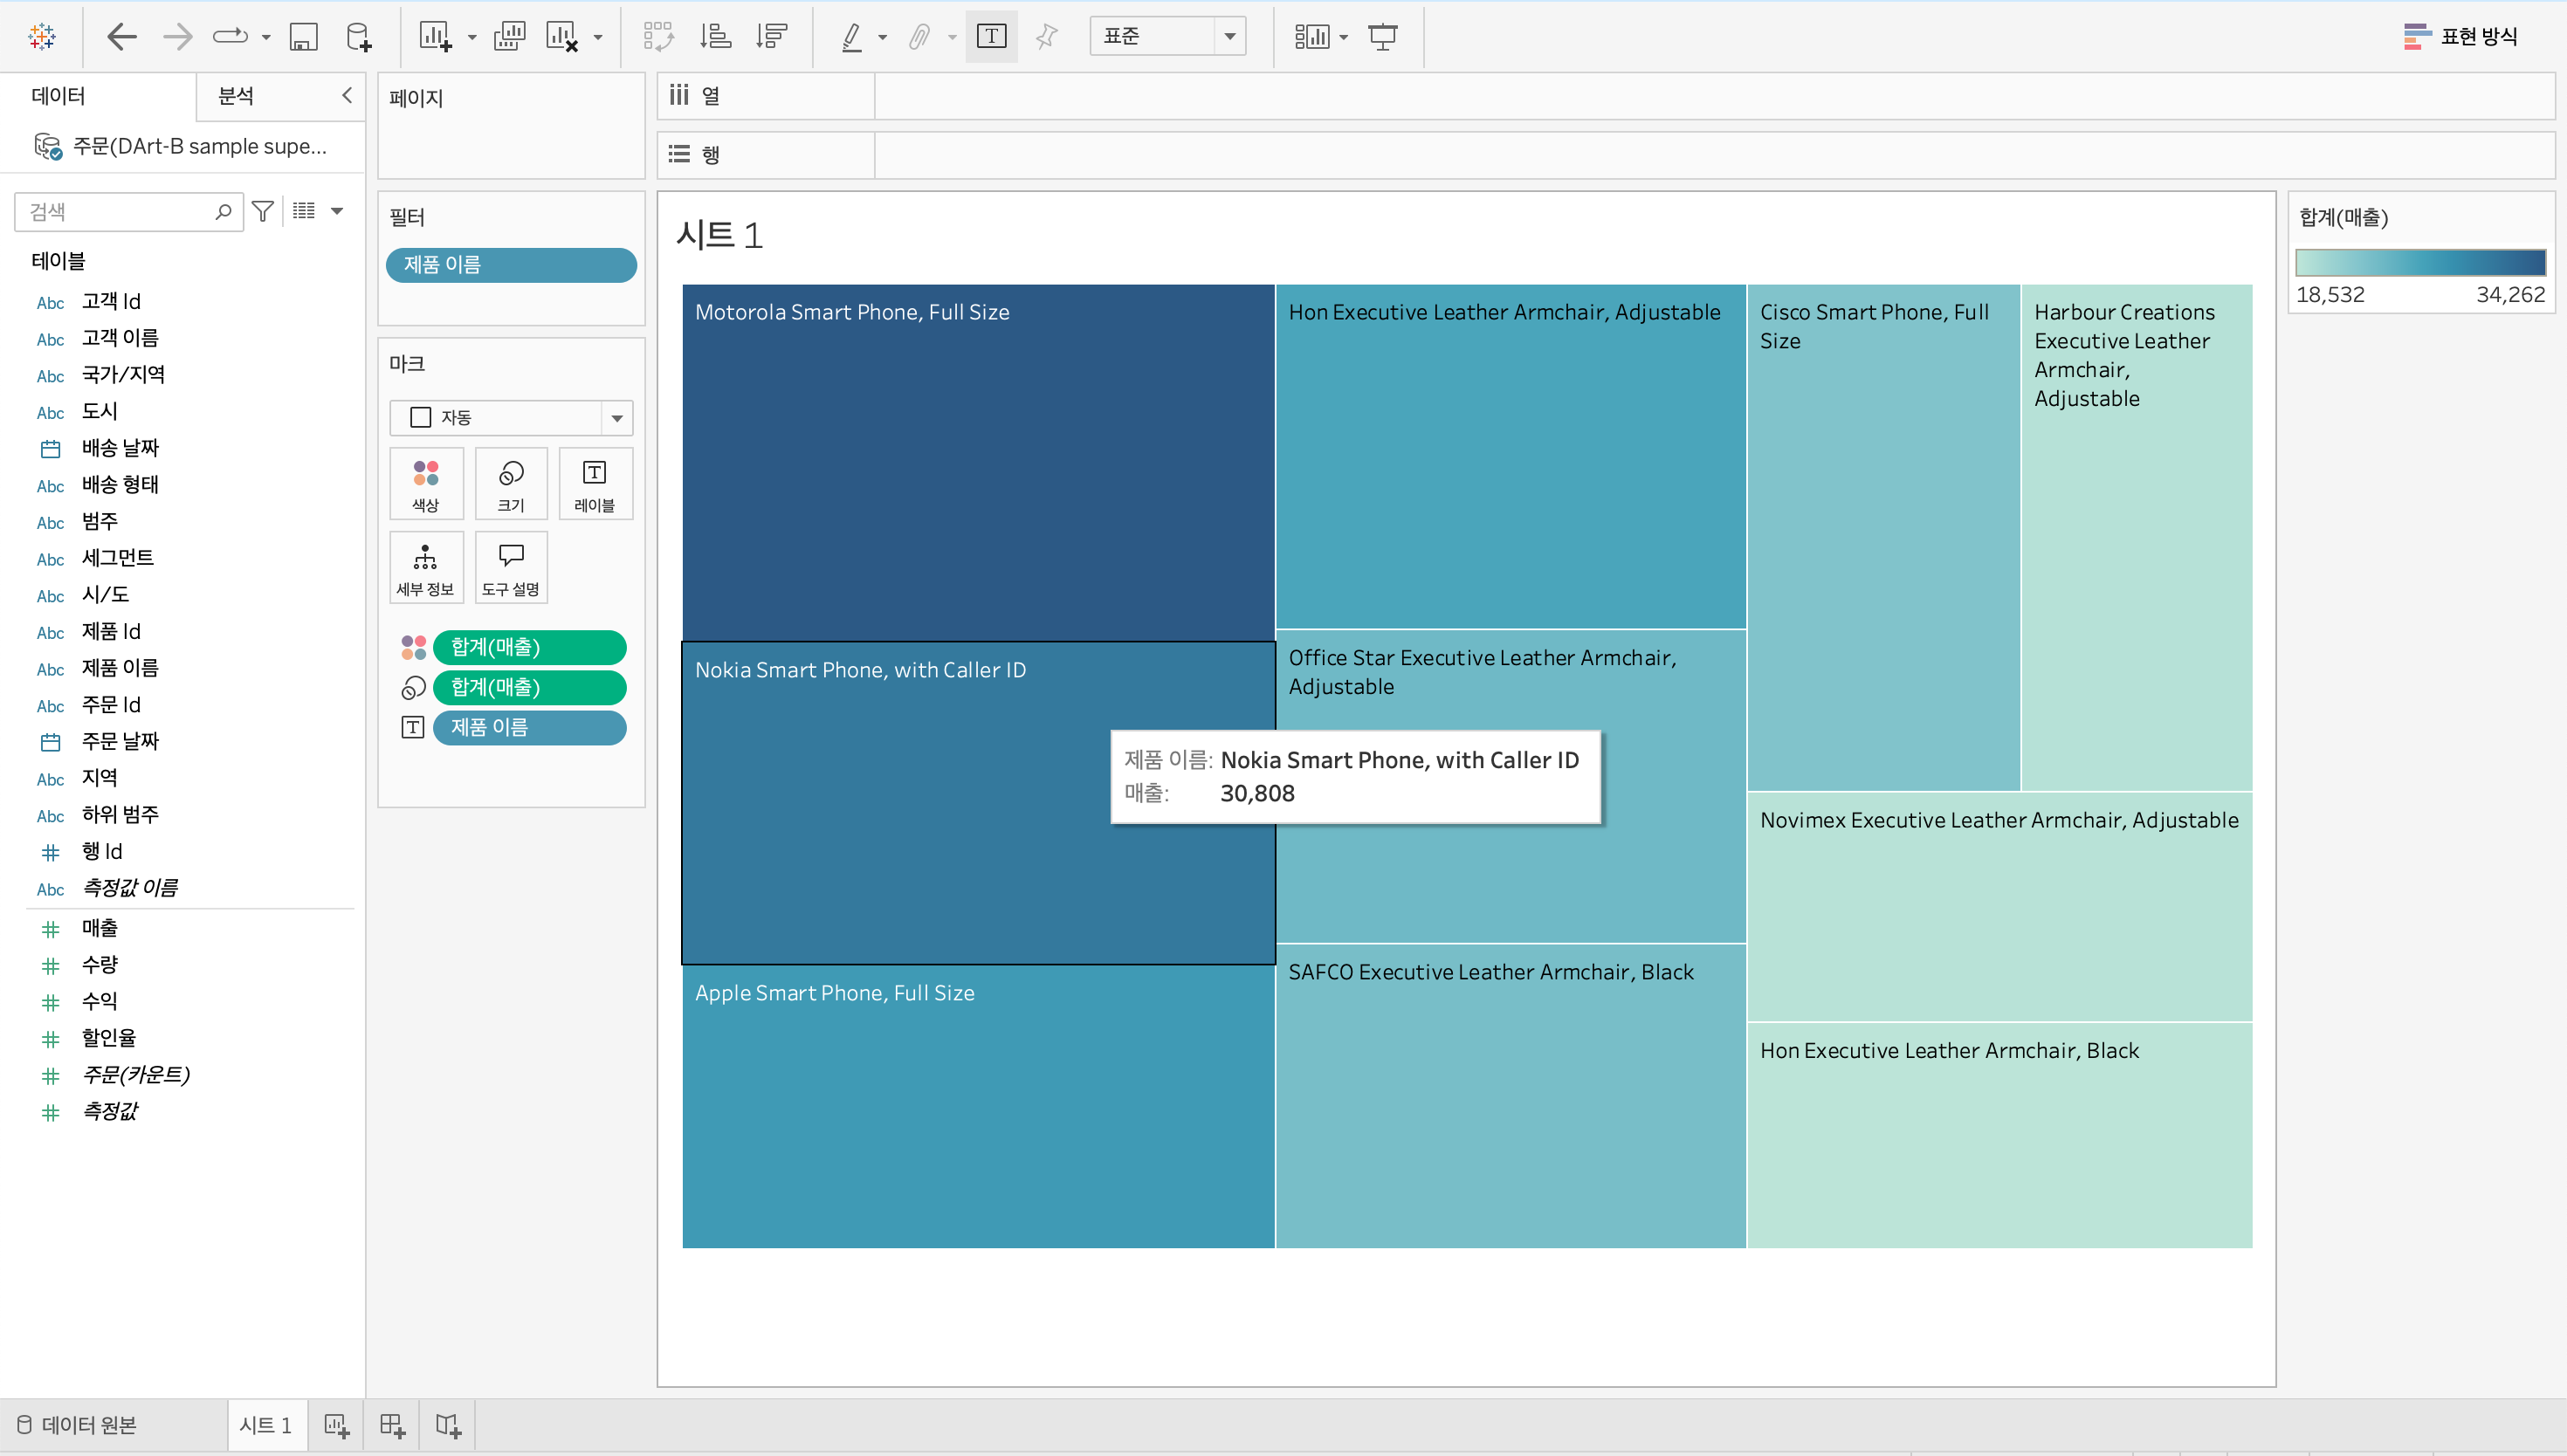 표준
표현 방식
데이터
분석
주문(DArt-B sample supe...
검색
테이블
Abc 고객 Id
Abc 고객 이름
Abc 국가/지역
Abc 도시
배송 날짜
Abc 배송 형태
Abc 범주
Abc 세그먼트
Abc 시/도
Abc 제품 Id
Abc 제품 이름
Abc 주문 Id
주문 날짜
Abc 지역
Abc 하위 범주
# 행 Id
Abc 측정값 이름
# 매출
# 수량
# 수익
# 할인율
# 주문(카운트)
# 측정값
페이지
필터
제품 이름
마크
자동
색상
크기
T
레이블
세부 정보
도구 설명
합계(매출)
합계(매출)
T 제품 이름
열
행
시트 1
Motorola Smart Phone, Full Size
Nokia Smart Phone, with Caller ID
Apple Smart Phone, Full Size
Hon Executive Leather Armchair, Adjustable
Office Star Executive Leather Armchair,
Adjustable
제품 이름: Nokia Smart Phone, with Caller ID
매출: 30,808
SAFCO Executive Leather Armchair, Black
Cisco Smart Phone, Full
Size
Harbour Creations
Executive Leather
Armchair,
Adjustable
Novimex Executive Leather Armchair, Adjustable
Hon Executive Leather Armchair, Black
합계(매출)
18,532 34,262
데이터 원본
시트 1